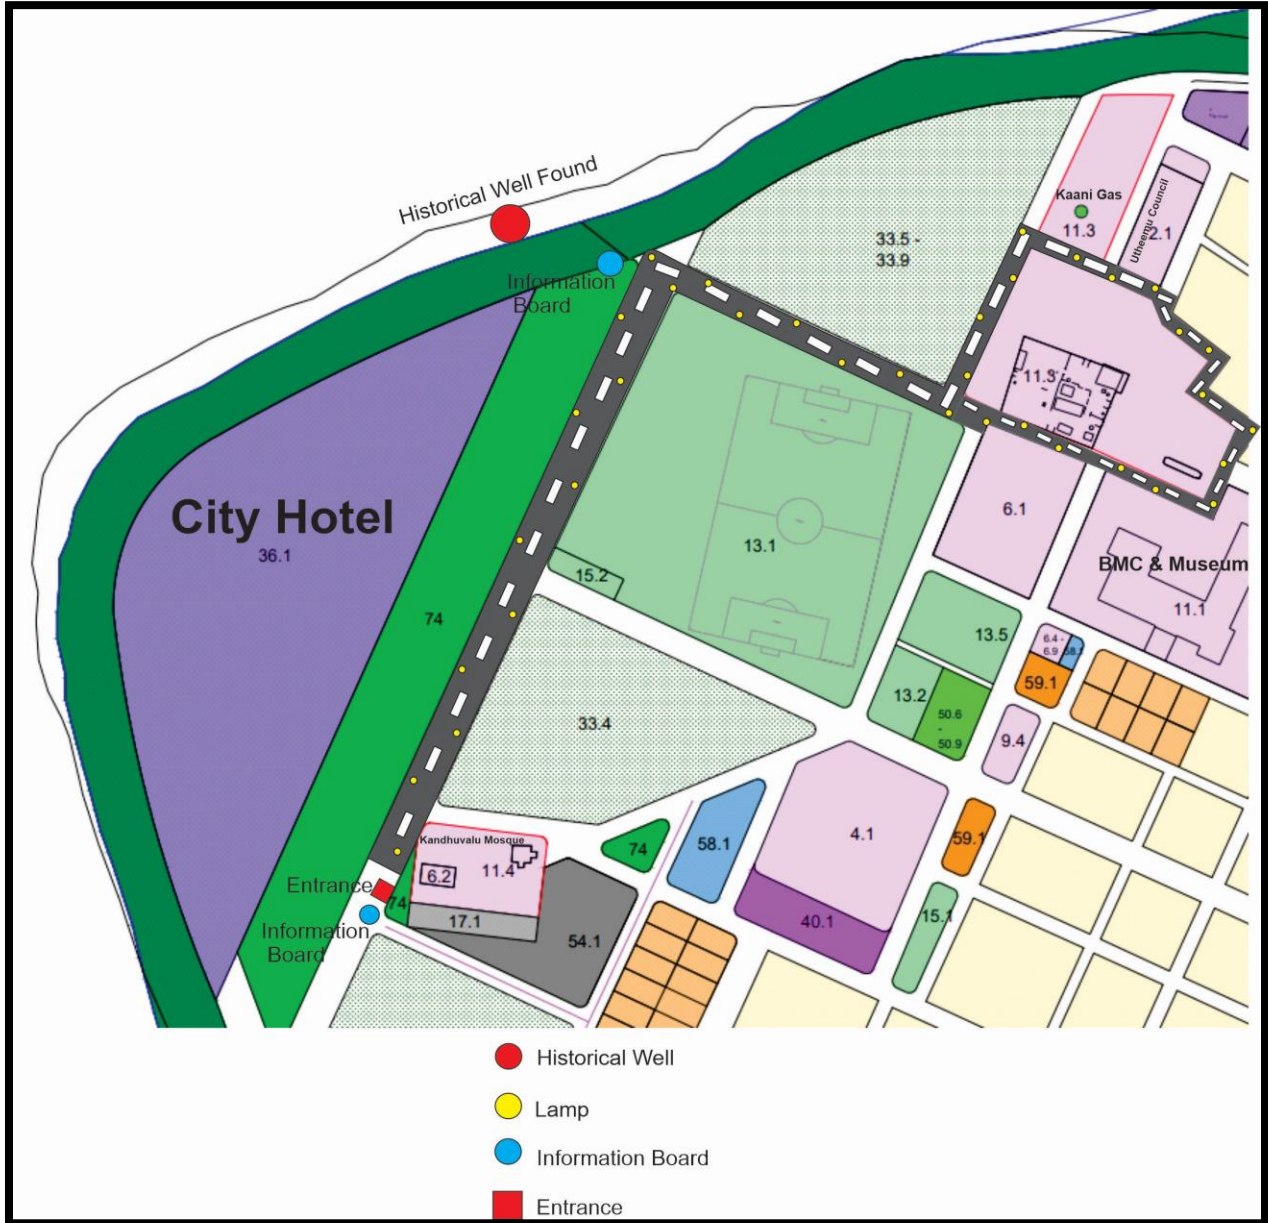 Historical Well Found
Kaani Gas
11.3
Utheemu Council
2.1
33.5 -
33.9
Information
Board
11.3
City Hotel
36.1
6.1
13.1
BMC & Museum
11.1
15.2
74
13.5
6.4 -
6.9
58.1
59.1
13.2
50.6
-
50.9
33.4
9.4
Kandhuvalu Mosque
6.2
11.4
74
58.1
4.1
59.1
Entrance
74
17.1
Information
Board
54.1
40.1
15.1
Historical Well
Lamp
Information Board
Entrance